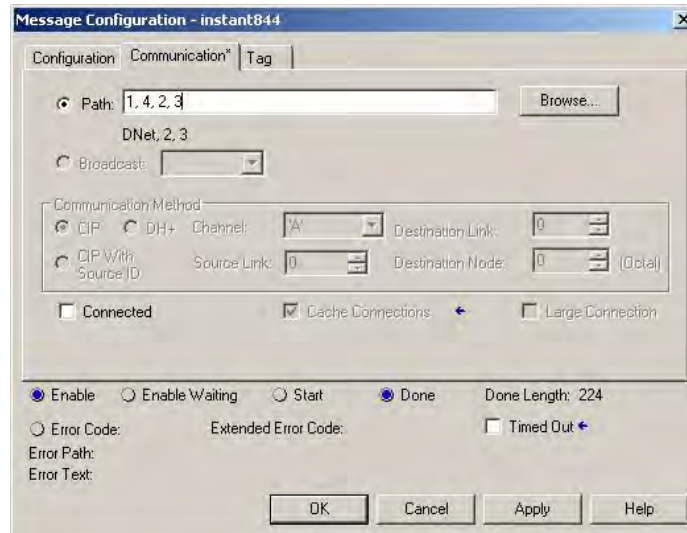 Message Configuration - instant844
Configuration Communication* Tag
Path: 1, 4, 2, 3 Browse...
DNet, 2, 3
Broadcast:
Communication Method
CIP DH+ Channel: 'A' Destination Link: 0
CIP With Source ID Source Link: 0 Destination Node: 0 (Octal)
Connected Cache Connections Large Connection
Enable Enable Waiting Start Done Done Length: 224
Error Code: Extended Error Code: Timed Out
Error Path:
Error Text:
OK Cancel Apply Help